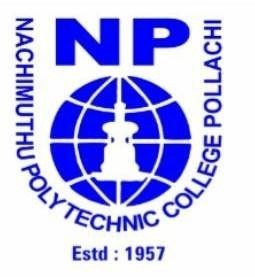 NP
NACHIMUTHU POLYTECHNIC COLLEGE POLLACHI
Estd : 1957